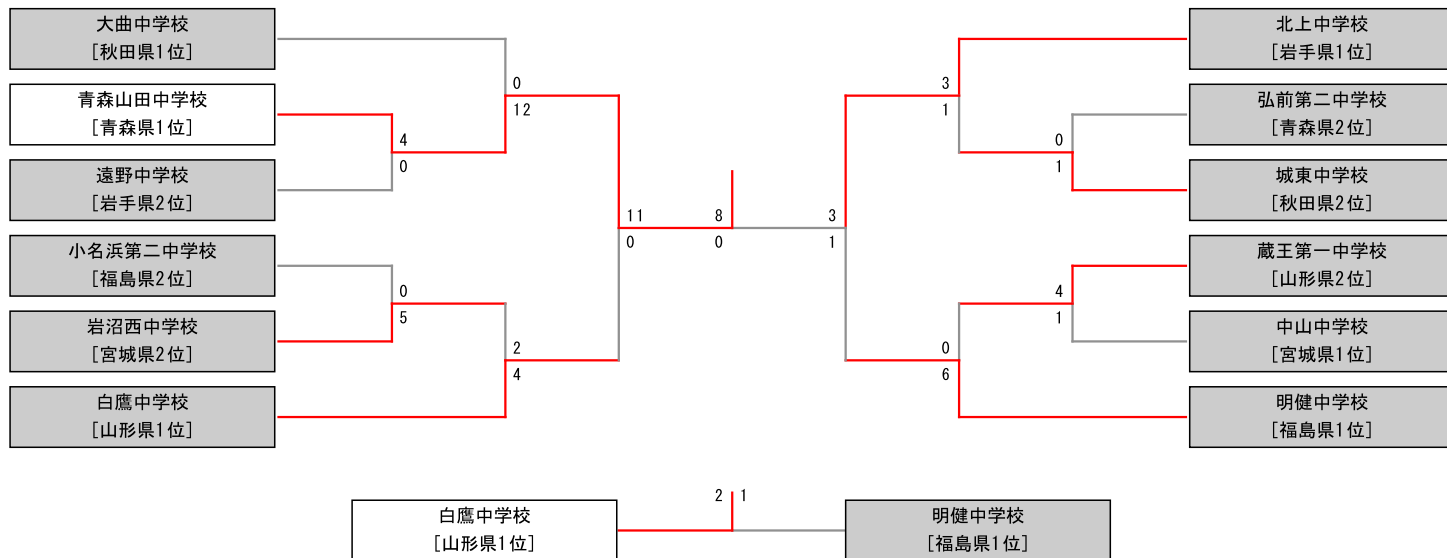 大曲中学校
[秋田県1位]
青森山田中学校
[青森県1位]
遠野中学校
[岩手県2位]
小名浜第二中学校
[福島県2位]
岩沼西中学校
[宮城県2位]
白鷹中学校
[山形県1位]
0
12
4
0
0
5
2
4
11
0
8
0
3
1
3
1
0
1
4
1
0
6
北上中学校
[岩手県1位]
弘前第二中学校
[青森県2位]
城東中学校
[秋田県2位]
蔵王第一中学校
[山形県2位]
中山中学校
[宮城県1位]
明健中学校
[福島県1位]
白鷹中学校
[山形県1位]
2 1
明健中学校
[福島県1位]